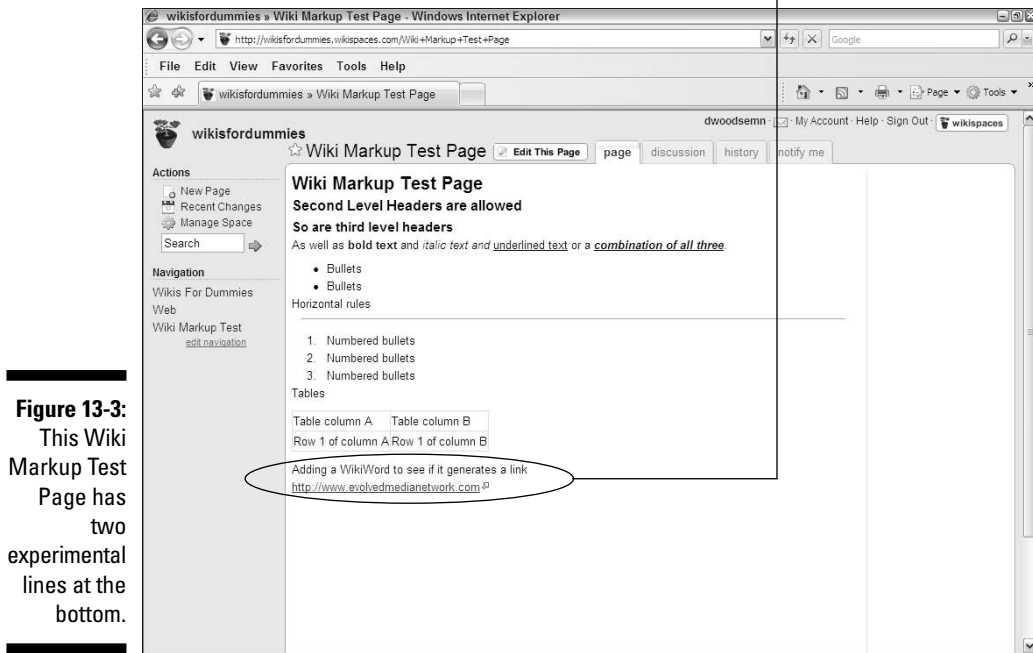 wikisfordummies » Wiki Markup Test Page - Windows Internet Explorer
http://wikisfordummies.wikispaces.com/Wiki+Markup+Test+Page
Google
File Edit View Favorites Tools Help
wikisfordummies » Wiki Markup Test Page
Page Tools »
dwoodsemn · My Account · Help · Sign Out · wikispaces
wikisfordummies
Wiki Markup Test Page Edit This Page page discussion history notify me
Actions
New Page
Recent Changes
Manage Space
Search
Navigation
Wikis For Dummies
Web
Wiki Markup Test
edit navigation
Wiki Markup Test Page
Second Level Headers are allowed
So are third level headers
As well as bold text and italic text and underlined text or a combination of all three.
• Bullets
• Bullets
Horizontal rules
1. Numbered bullets
2. Numbered bullets
3. Numbered bullets
Tables
Table column A Table column B
Row 1 of column A Row 1 of column B
Adding a WikiWord to see if it generates a link
http://www.evolvedmedianetwork.com
Figure 13-3:
This Wiki
Markup Test
Page has
two
experimental
lines at the
bottom.